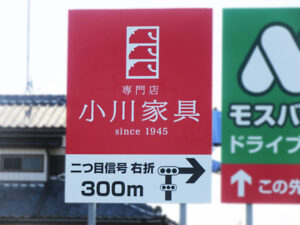 専門店
小川家具
since 1945
二つ目信号 右折
300m
モスバ
ドライブ
この先